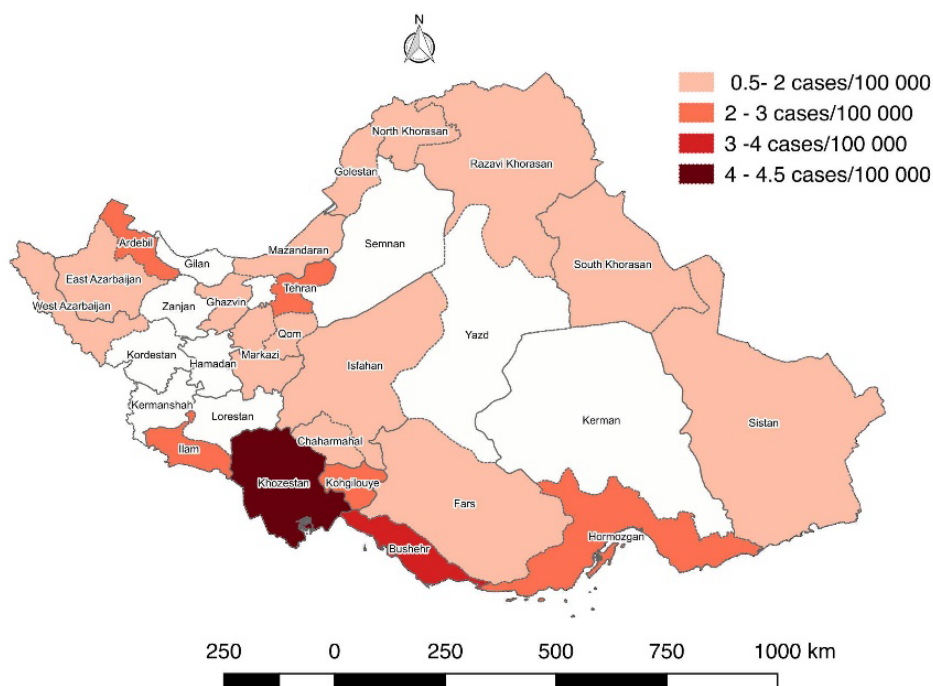 N
0.5- 2 cases/100 000
2 - 3 cases/100 000
3 -4 cases/100 000
4 - 4.5 cases/100 000
North Khorasan
Razavi Khorasan
Golestan
Ardebil
Semnan
Mazandaran
Gilan
South Khorasan
East Azarbaijan
Tehran
West Azarbaijan
Zanjan
Ghazvin
Qom
Yazd
Kordestan
Hamadan
Markazi
Isfahan
Kermanshah
Lorestan
Kerman
Sistan
Chaharmahal
Ilam
Khozestan
Kohgilouye
Fars
Hormozgan
Bushehr
250 0 250 500 750 1000 km